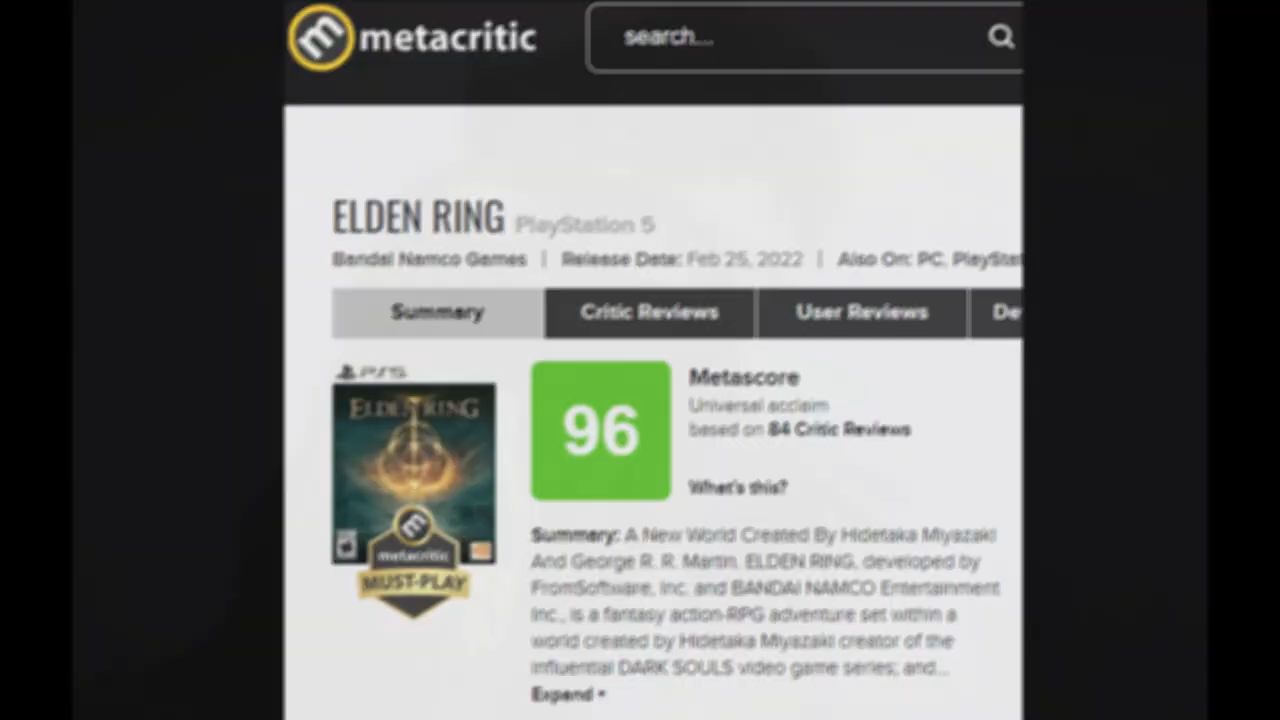 metacritic
search...
ELDEN RING PlayStation 5
Bandai Namco Games | Release Date: Feb 25, 2022 | Also On: PC, PlayStat
Summary
Critic Reviews
User Reviews
De
PS5
ELDEN RING
metacritic
MUST-PLAY
96
Metascore
Universal acclaim
based on 84 Critic Reviews
What's this?
Summary: A New World Created By Hidetaka Miyazaki
And George R. R. Martin. ELDEN RING, developed by
FromSoftware, Inc. and BANDAI NAMCO Entertainment
Inc., is a fantasy action-RPG adventure set within a
world created by Hidetaka Miyazaki creator of the
influential DARK SOULS video game series; and...
Expand